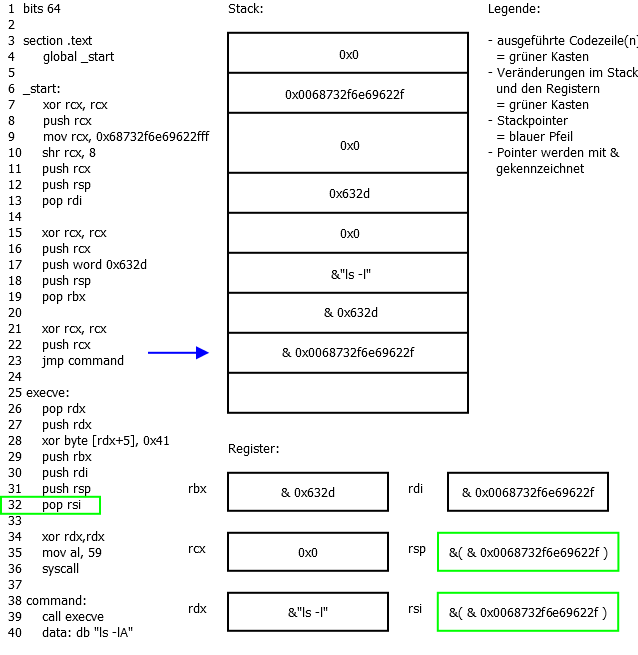 1 bits 64
2
3 section .text
4 global _start
5
6 _start:
7 xor rcx, rcx
8 push rcx
9 mov rcx, 0x68732f6e69622fff
10 shr rcx, 8
11 push rcx
12 push rsp
13 pop rdi
14
15 xor rcx, rcx
16 push rcx
17 push word 0x632d
18 push rsp
19 pop rbx
20
21 xor rcx, rcx
22 push rcx
23 jmp command
24
25 execve:
26 pop rdx
27 push rdx
28 xor byte [rdx+5], 0x41
29 push rbx
30 push rdi
31 push rsp
32 pop rsi
33
34 xor rdx,rdx
35 mov al, 59
36 syscall
37
38 command:
39 call execve
40 data: db "ls -lA"
Stack:
0x0
0x0068732f6e69622f
0x0
0x632d
0x0
&"ls -l"
& 0x632d
& 0x0068732f6e69622f
Register:
rbx & 0x632d rdi & 0x0068732f6e69622f
rcx 0x0 rsp &( & 0x0068732f6e69622f )
rdx &"ls -l" rsi &( & 0x0068732f6e69622f )
Legende:
- ausgeführte Codezeile(n)
= grüner Kasten
- Veränderungen im Stack
und den Registern
= grüner Kasten
- Stackpointer
= blauer Pfeil
- Pointer werden mit &
gekennzeichnet